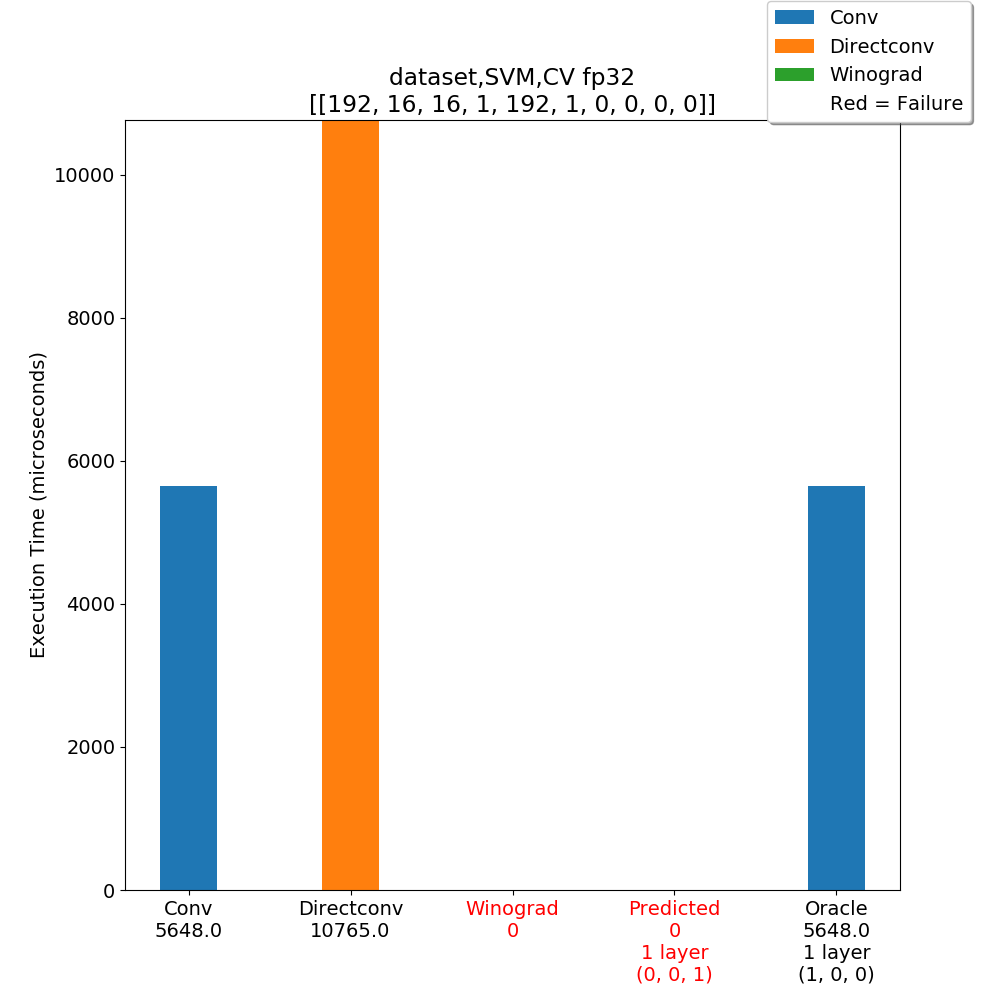 Conv
Directconv
Winograd
Red = Failure
dataset,SVM,CV fp32
[[192, 16, 16, 1, 192, 1, 0, 0, 0, 0]]
Execution Time (microseconds)
10000
8000
6000
4000
2000
0
Conv
5648.0
Directconv
10765.0
Winograd
0
Predicted
0
1 layer
(0, 0, 1)
Oracle
5648.0
1 layer
(1, 0, 0)